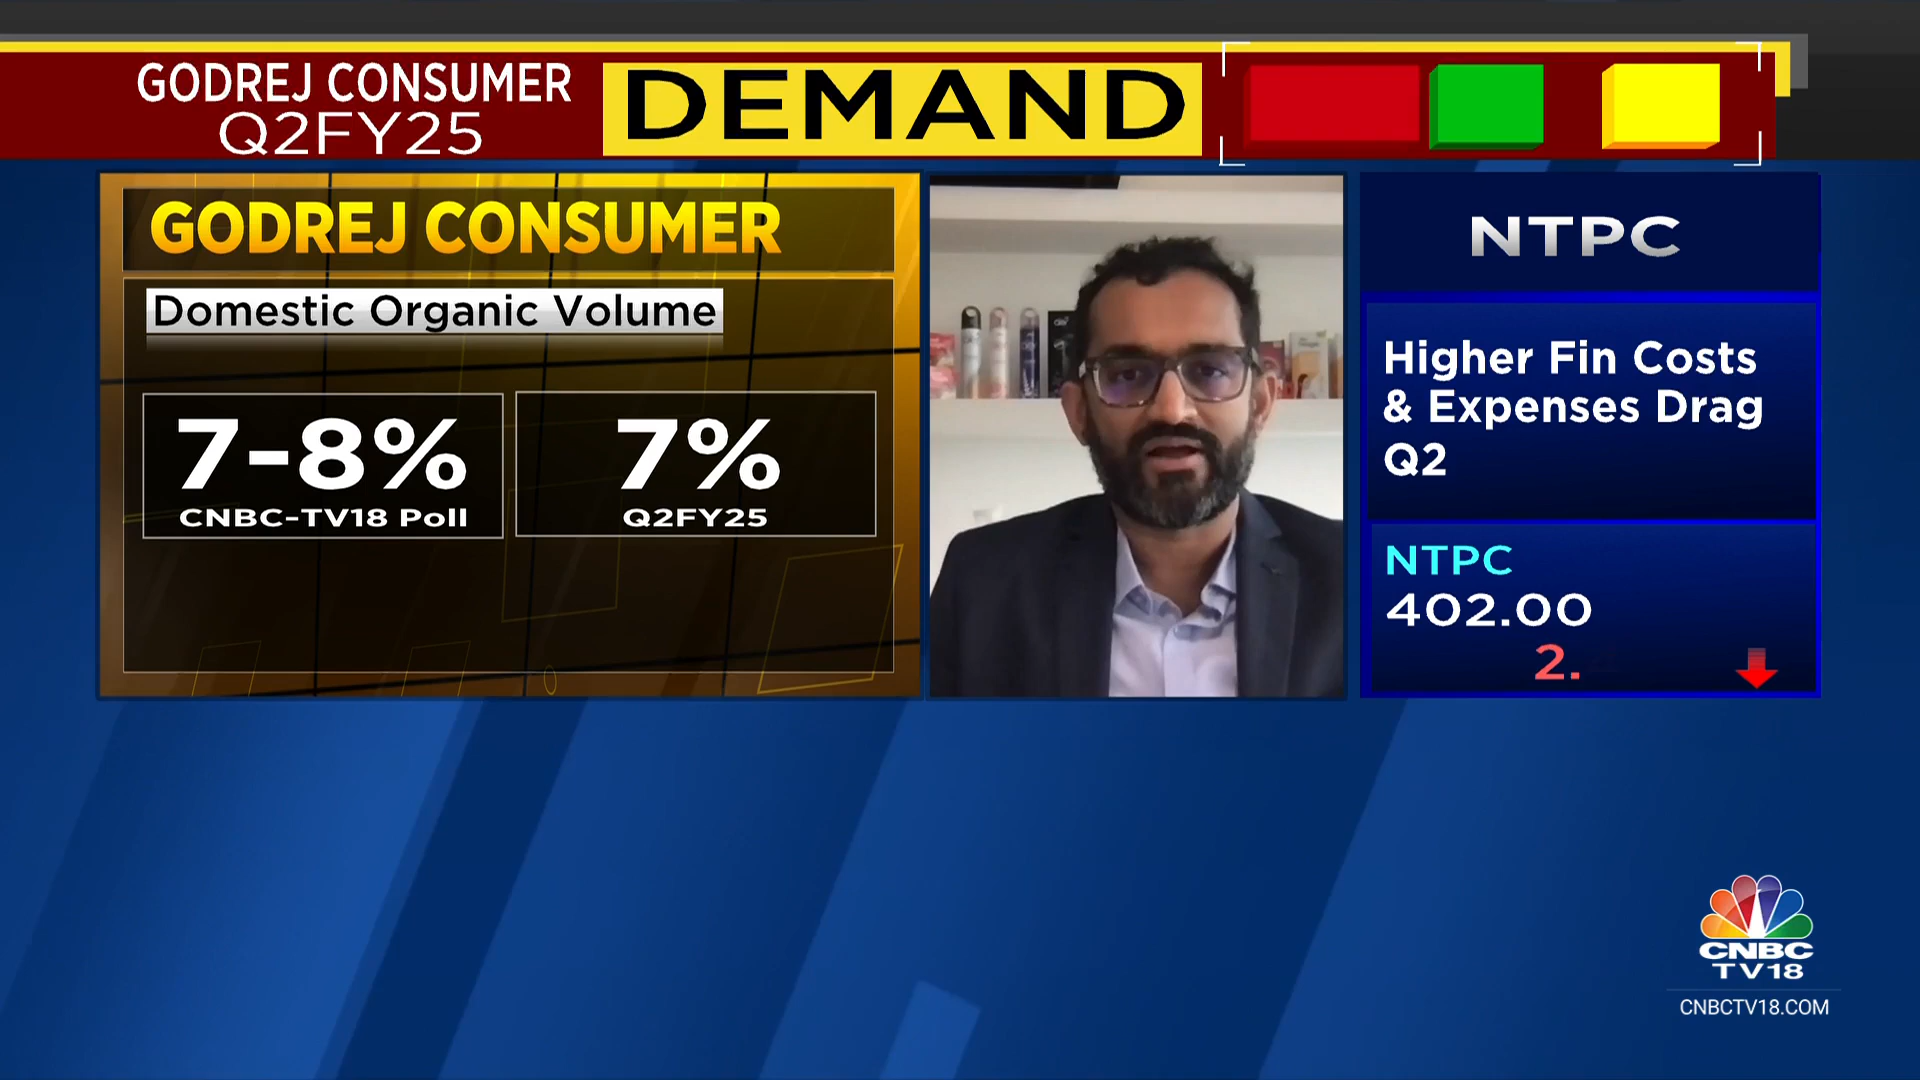 GODREJ CONSUMER
Q2FY25
DEMAND
GODREJ CONSUMER
Domestic Organic Volume
7-8%
CNBC-TV18 Poll
7%
Q2FY25
NTPC
Higher Fin Costs
& Expenses Drag
Q2
NTPC
402.00
2.
CNBC
TV18
CNBCTV18.COM